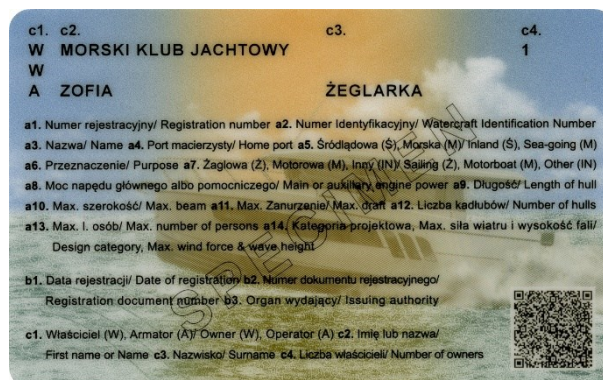 c1. c2. c3. c4.
W MORSKI KLUB JACHTOWY 1
W
A ZOFIA ŻEGLARKA
a1. Numer rejestracyjny/ Registration number a2. Numer Identyfikacyjny/ Watercraft Identification Number
a3. Nazwa/ Name a4. Port macierzysty/ Home port a5. Śródlądowa (Ś), Morska (M)/ Inland (Ś), Sea-going (M)
a6. Przeznaczenie/ Purpose a7. Żaglowa (Ż), Motorowa (M), Inny (IN)/ Sailing (Ż), Motorboat (M), Other (IN)
a8. Moc napędu głównego albo pomocniczego/ Main or auxiliary engine power a9. Długość/ Length of hull
a10. Max. szerokość/ Max. beam a11. Max. Zanurzenie/ Max. draft a12. Liczba kadłubów/ Number of hulls
a13. Max. l. osób/ Max. number of persons a14. Kategoria projektowa, Max. siła wiatru i wysokość fali/
Design category, Max. wind force & wave height
SPECIMEN
b1. Data rejestracji/ Date of registration b2. Numer dokumentu rejestracyjnego/
Registration document number b3. Organ wydający/ Issuing authority
c1. Właściciel (W), Armator (A)/ Owner (W), Operator (A) c2. Imię lub nazwa/
First name or Name c3. Nazwisko/ Surname c4. Liczba właścicieli/ Number of owners